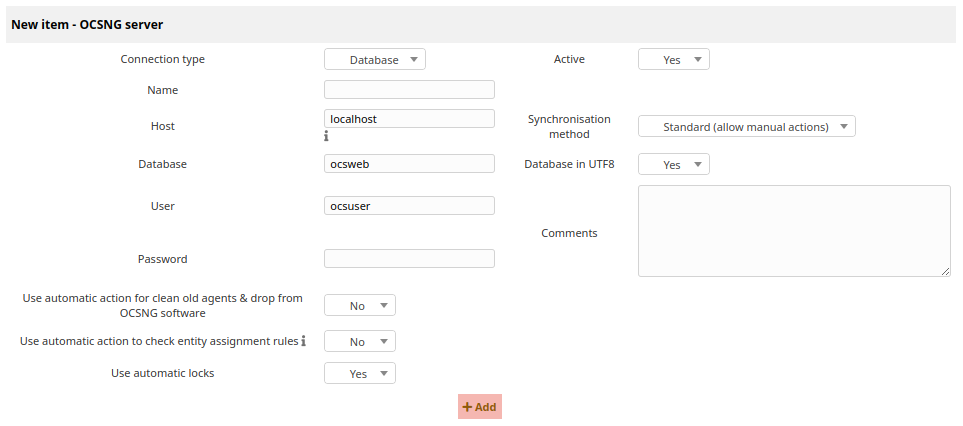 New item - OCSNG server
Connection type Database Active Yes
Name
Host localhost Synchronisation method Standard (allow manual actions)
Database ocsweb Database in UTF8 Yes
User ocsuser
Comments
Password
Use automatic action for clean old agents & drop from
OCSNG software No
Use automatic action to check entity assignment rules No
Use automatic locks Yes
Add